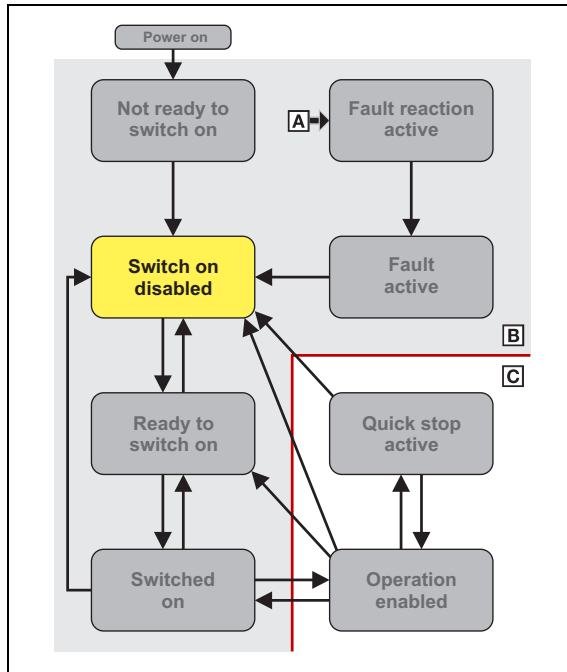 Power on
Not ready to
switch on
A
Fault reaction
active
Switch on
disabled
Fault
active
B
C
Ready to
switch on
Quick stop
active
Switched
on
Operation
enabled